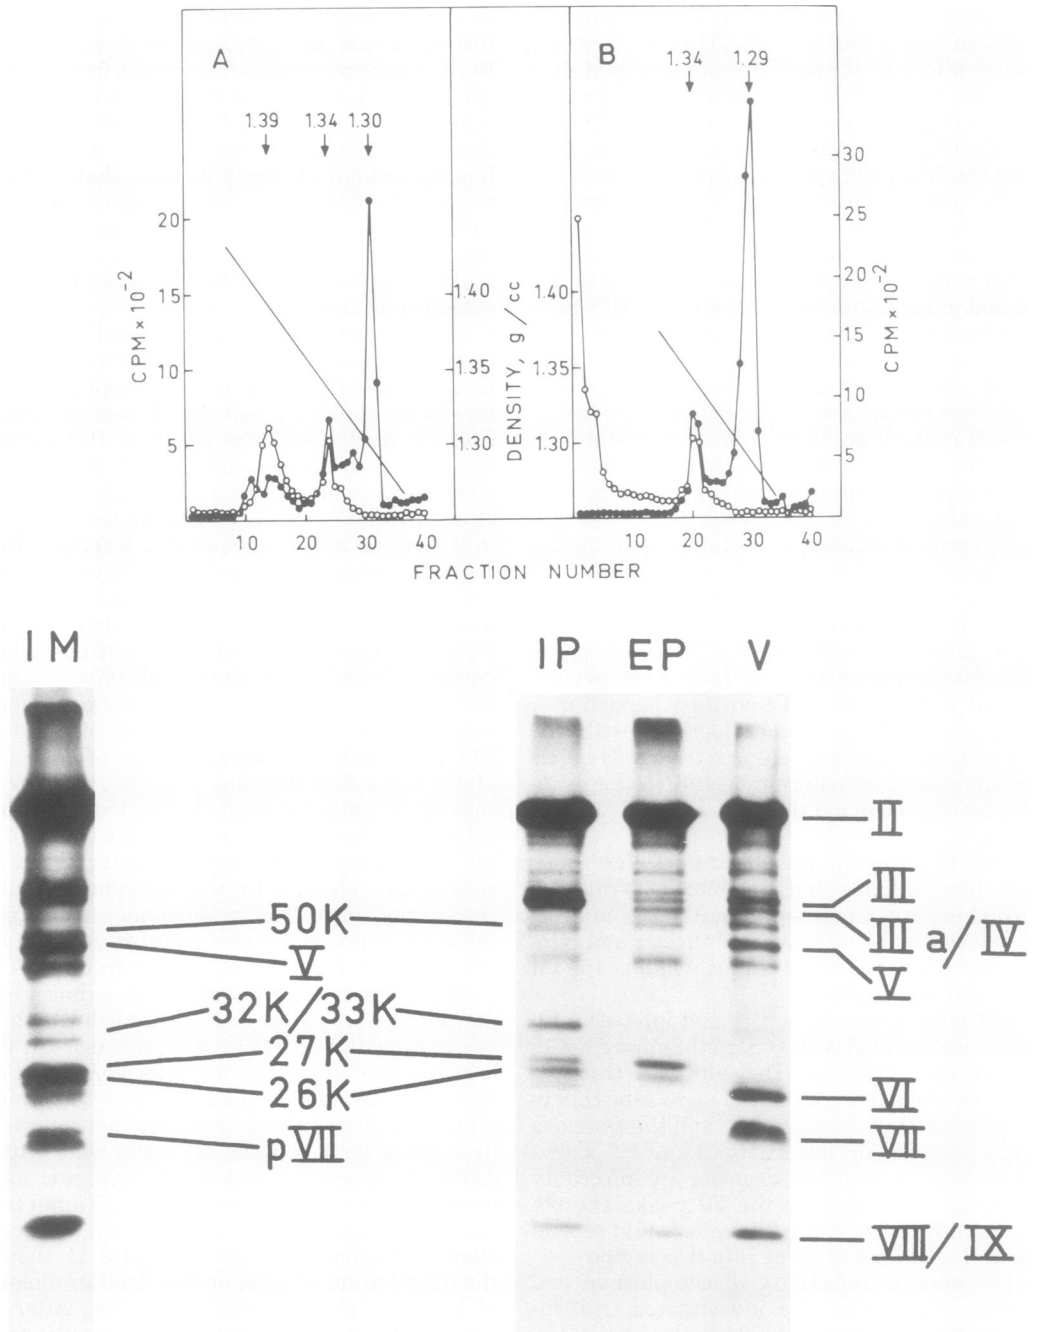 A
B
1.39
1.34
1.30
1.34
1.29
20
15
10
5
CPM×10⁻²
1.40
1.35
1.30
DENSITY, g/cc
1.40
1.35
1.30
30
25
20
15
10
5
CPM×10⁻²
10
20
30
40
10
20
30
40
FRACTION NUMBER
IM
IP
EP
V
II
III
50K
III a/IV
V
V
32K/33K
27K
26K
VI
pVII
VII
VIII/IX